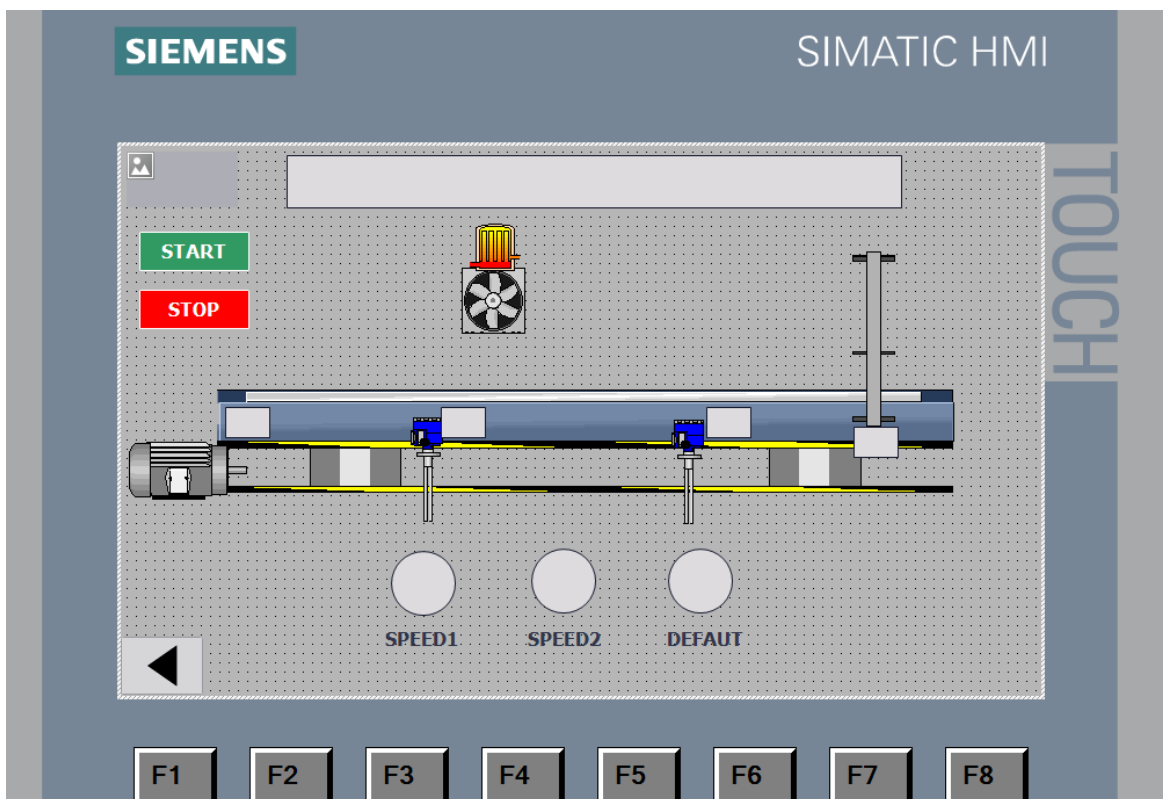 SIEMENS
SIMATIC HMI
TOUCH
START
STOP
SPEED1
SPEED2
DEFAUT
F1
F2
F3
F4
F5
F6
F7
F8